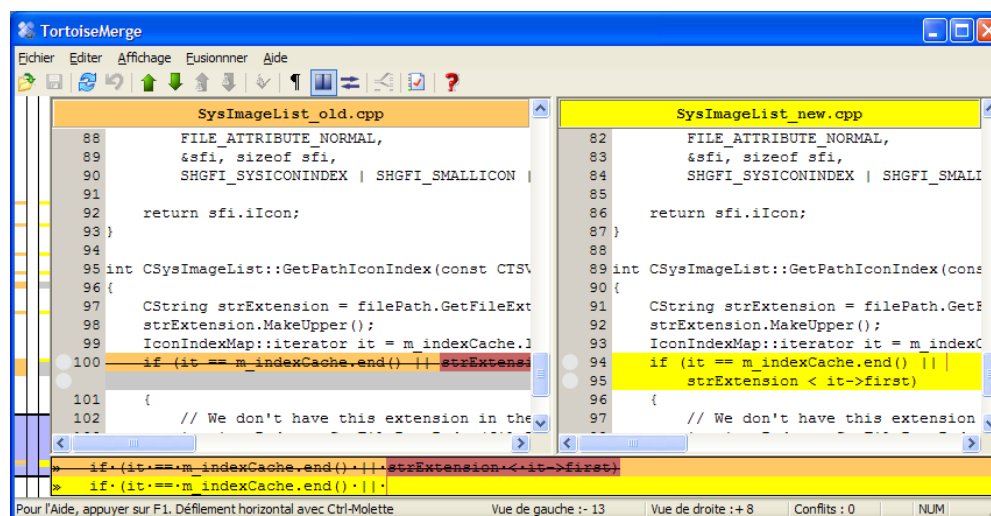 TortoiseMerge
Fichier Editer Affichage Fusionnner Aide
SysImageList_old.cpp
88 FILE_ATTRIBUTE_NORMAL,
89 &sfi, sizeof sfi,
90 SHGFI_SYSICONINDEX | SHGFI_SMALLICON |
91
92 return sfi.iIcon;
93 }
94
95 int CSysImageList::GetPathIconIndex(const CTSV
96 {
97 CString strExtension = filePath.GetFileExt
98 strExtension.MakeUpper();
99 IconIndexMap::iterator it = m_indexCache.l
100 if (it == m_indexCache.end() || strExtensi
101 {
102 // We don't have this extension in the
SysImageList_new.cpp
82 FILE_ATTRIBUTE_NORMAL,
83 &sfi, sizeof sfi,
84 SHGFI_SYSICONINDEX | SHGFI_SMALL
85
86 return sfi.iIcon;
87 }
88
89 int CSysImageList::GetPathIconIndex(cons
90 {
91 CString strExtension = filePath.GetF
92 strExtension.MakeUpper();
93 IconIndexMap::iterator it = m_indexC
94 if (it == m_indexCache.end() ||
95 strExtension < it->first)
96 {
97 // We don't have this extension
» if·(it·==·m_indexCache.end()·||·strExtension·<·it->first)
» if·(it·==·m_indexCache.end()·||·
Pour l'Aide, appuyer sur F1. Défilement horizontal avec Ctrl-Molette Vue de gauche :- 13 Vue de droite :+ 8 Conflits : 0 NUM